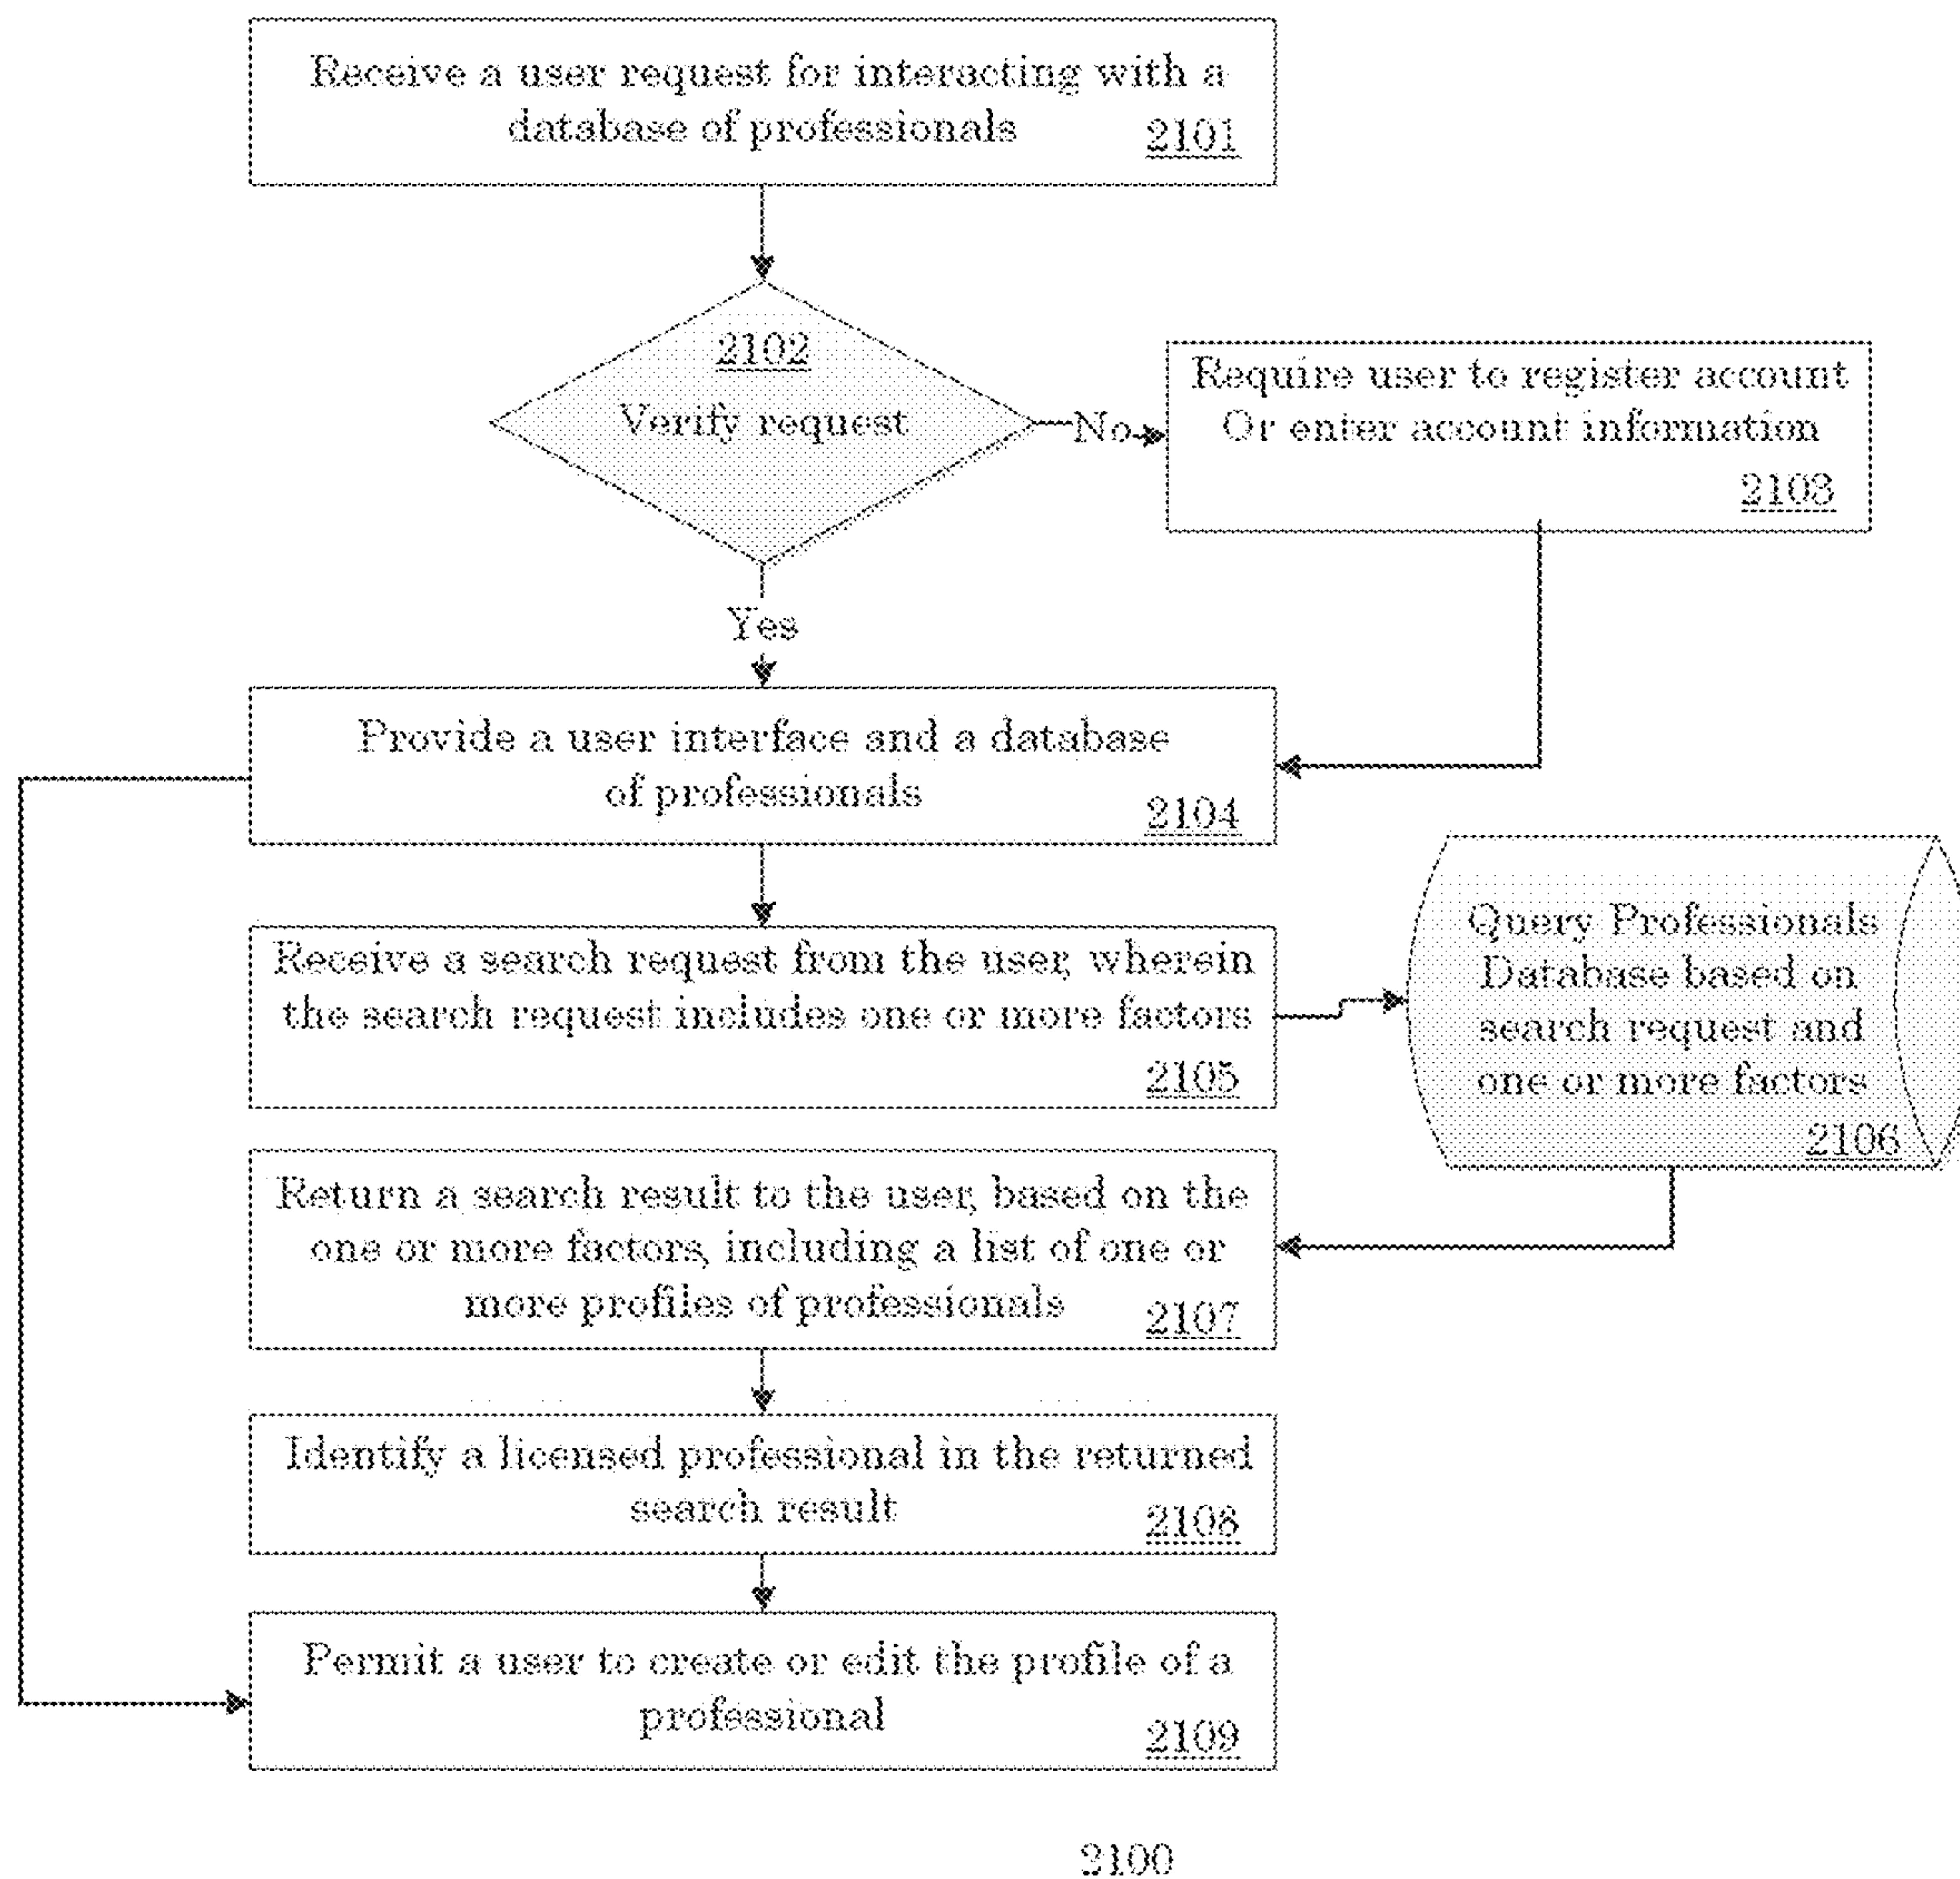 Receive a user request for interacting with a
database of professionals
2101
2102
Verify request
No
Require user to register account
Or enter account information
2103
Yes
Provide a user interface and a database
of professionals
2104
Receive a search request from the user, wherein
the search request includes one or more factors
2105
Query Professionals
Database based on
search request and
one or more factors
2106
Return a search result to the user, based on the
one or more factors, including a list of one or
more profiles of professionals
2107
Identify a licensed professional in the returned
search result
2108
Permit a user to create or edit the profile of a
professional
2109
2100